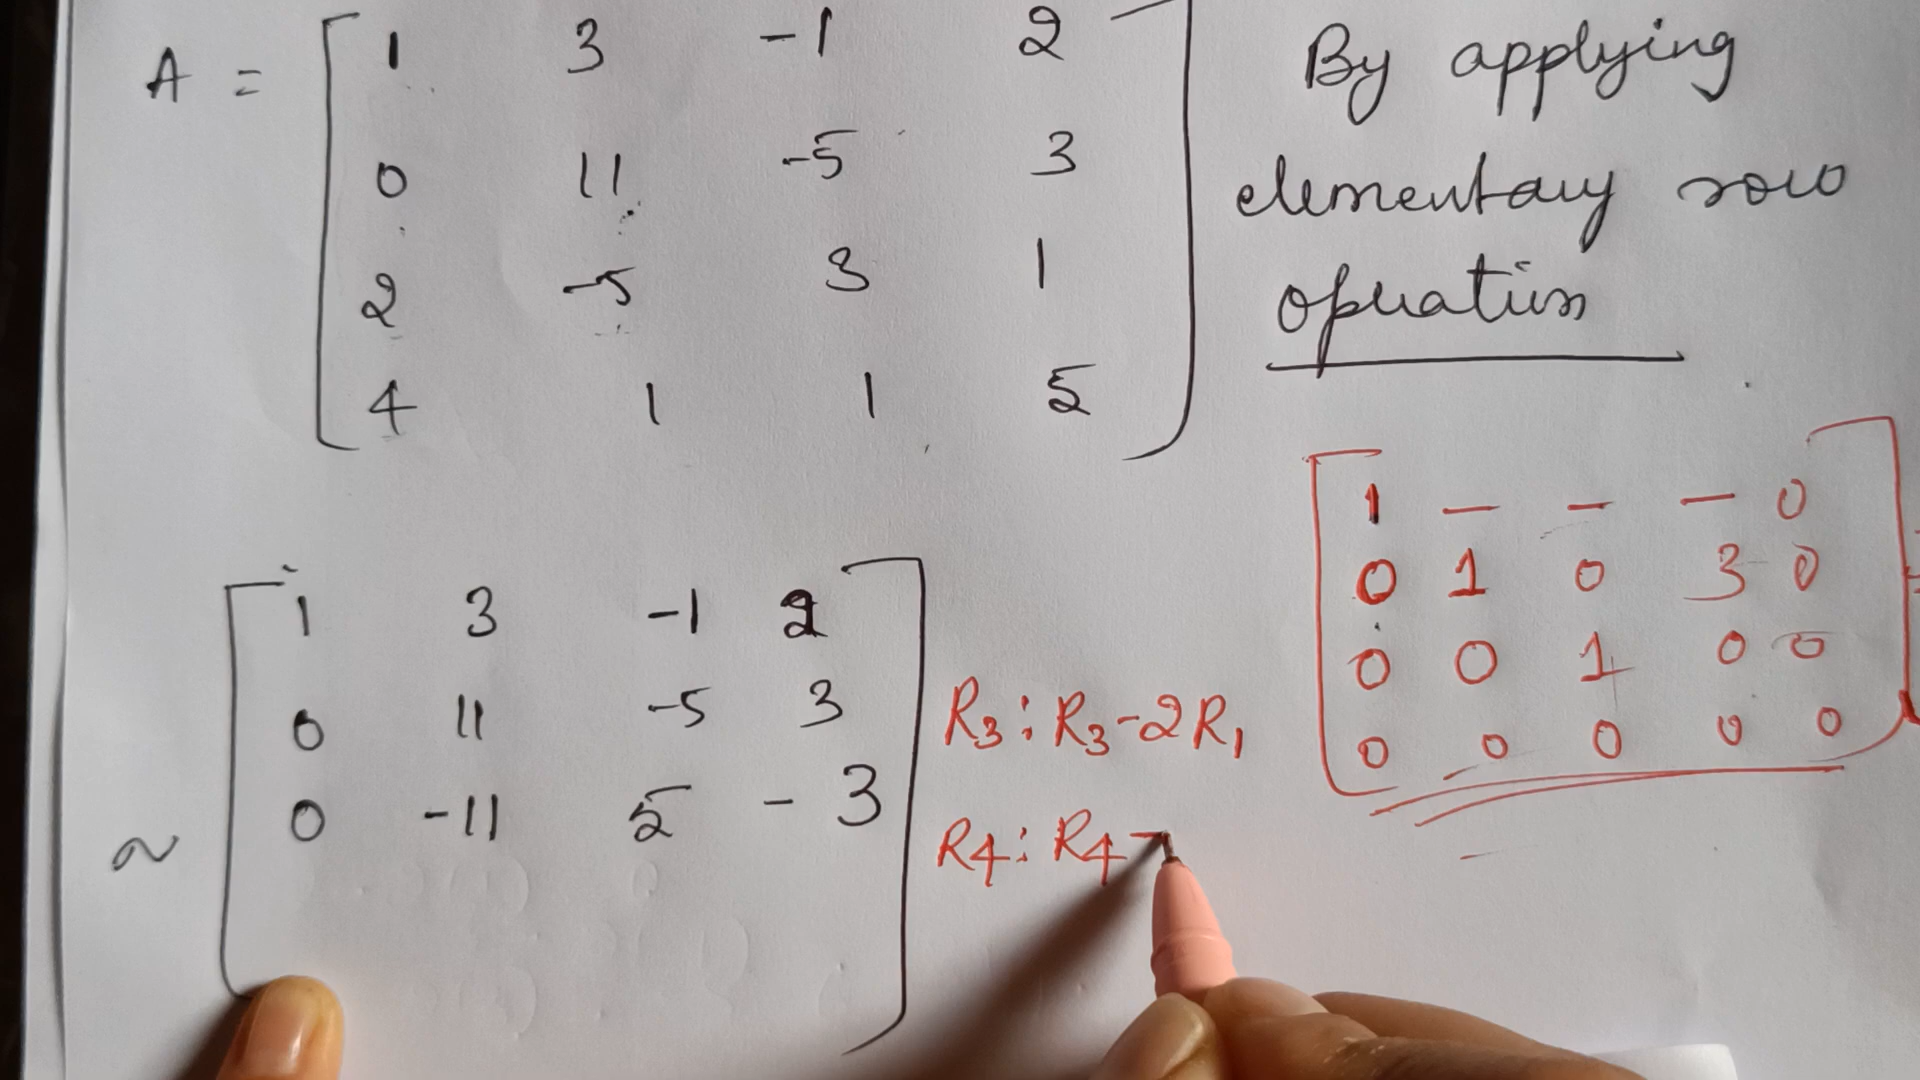 A = 1 3 -1 2
0 11 -5 3
2 -5 3 1
4 1 1 5
By applying
elementary row
operation
1 — — — 0
0 1 0 3 0
0 0 1 0 0
0 0 0 0 0
~ 1 3 -1 2
0 11 -5 3
0 -11 5 -3
R3 : R3 - 2R1
R4 : R4 -